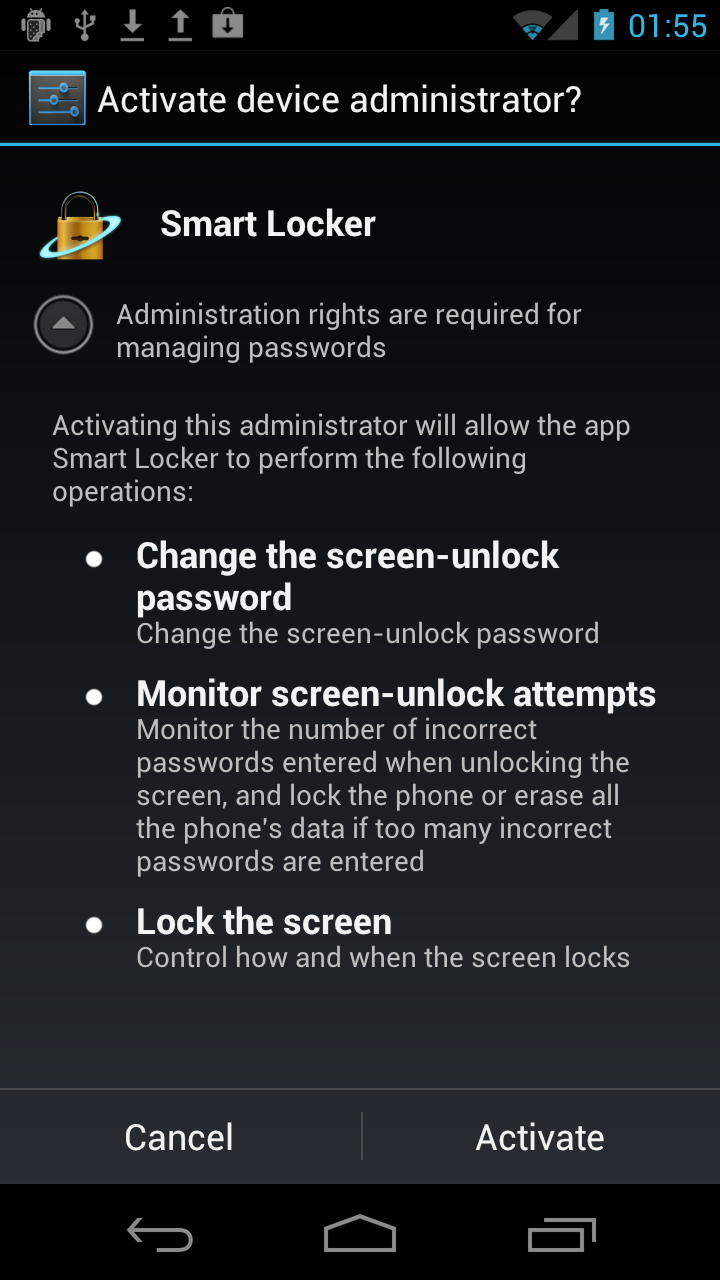 01:55
Activate device administrator?
Smart Locker
Administration rights are required for
managing passwords
Activating this administrator will allow the app
Smart Locker to perform the following
operations:
Change the screen-unlock
password
Change the screen-unlock password
Monitor screen-unlock attempts
Monitor the number of incorrect
passwords entered when unlocking the
screen, and lock the phone or erase all
the phone's data if too many incorrect
passwords are entered
Lock the screen
Control how and when the screen locks
Cancel
Activate